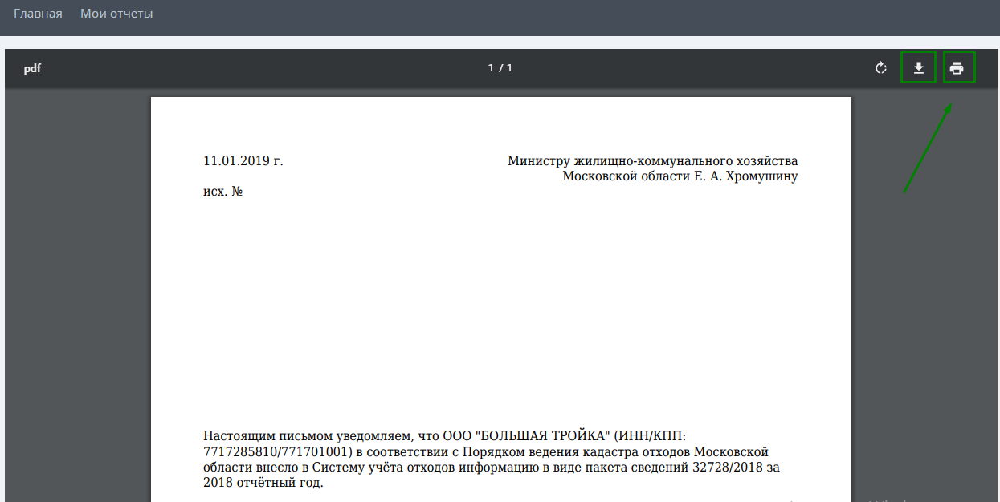 Главная Мои отчёты
pdf 1 / 1
11.01.2019 г. Министру жилищно-коммунального хозяйства
Московской области Е. А. Хромушину
исх. №
Настоящим письмом уведомляем, что ООО "БОЛЬШАЯ ТРОЙКА" (ИНН/КПП:
7717285810/771701001) в соответствии с Порядком ведения кадастра отходов Московской
области внесло в Систему учёта отходов информацию в виде пакета сведений 32728/2018 за
2018 отчётный год.